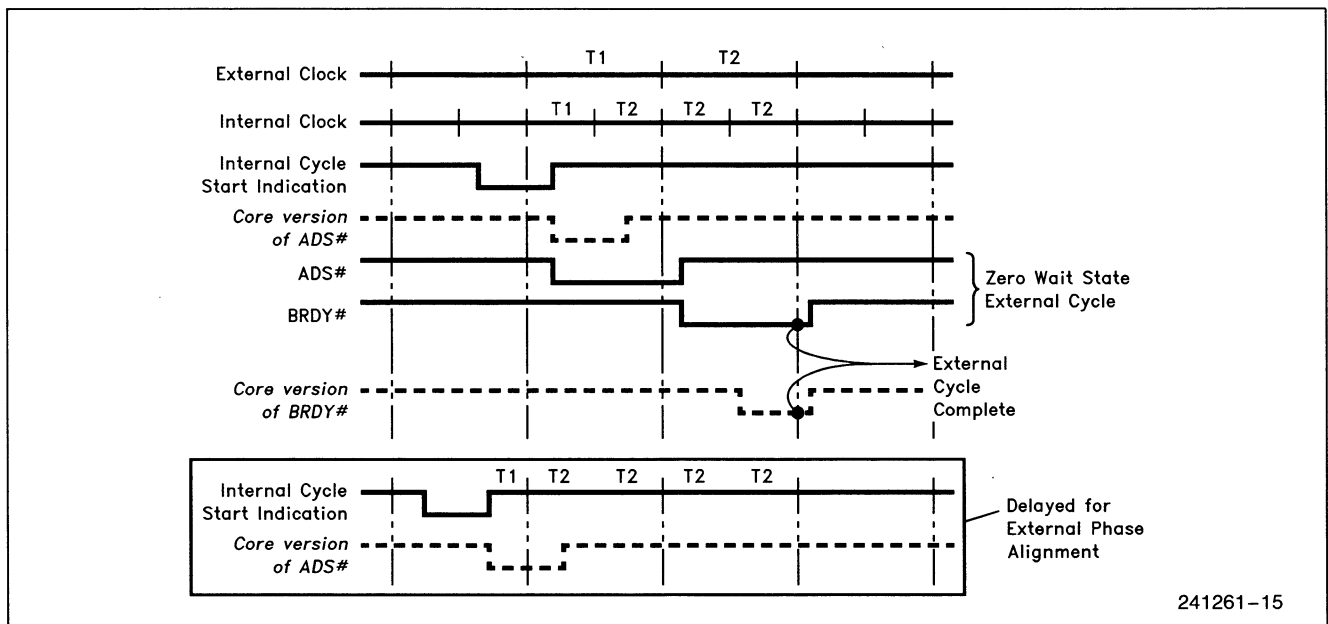 T1 T2
External Clock
T1 T2 T2 T2
Internal Clock
Internal Cycle
Start Indication
Core version
of ADS#
ADS#
BRDY#
Zero Wait State
External Cycle
External
Cycle
Complete
Core version
of BRDY#
T1 T2 T2 T2 T2
Internal Cycle
Start Indication
Core version
of ADS#
Delayed for
External Phase
Alignment
241261-15